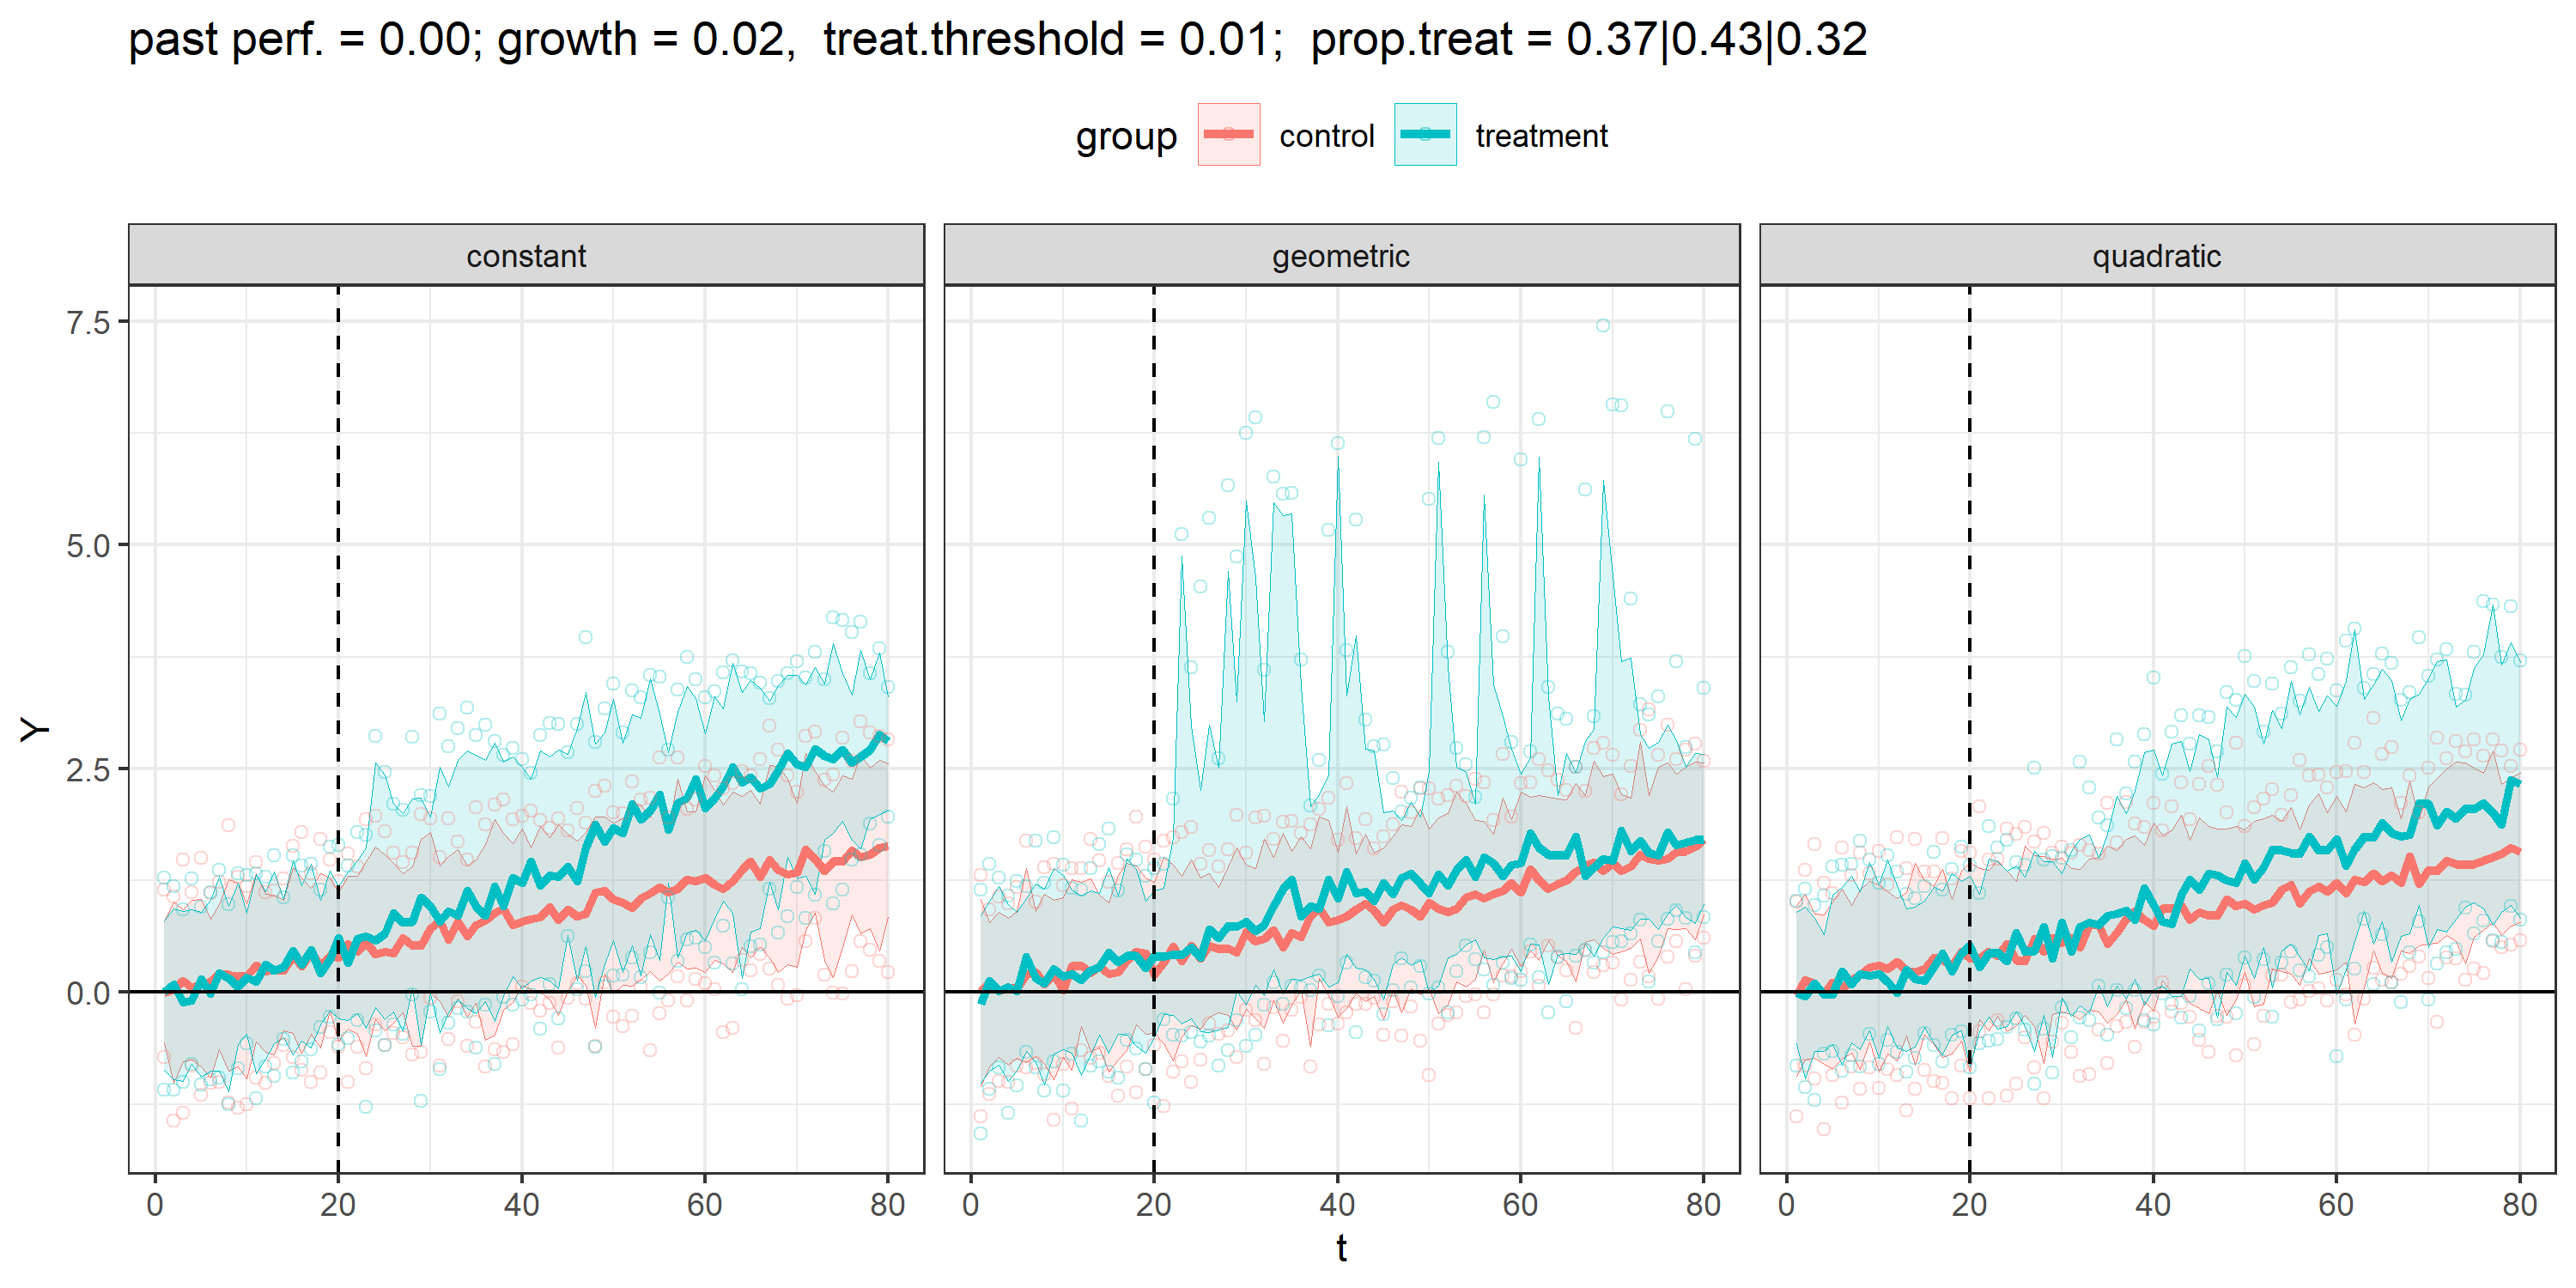 past perf. = 0.00; growth = 0.02,  treat.threshold = 0.01;  prop.treat = 0.37|0.43|0.32
group control treatment
constant geometric quadratic
7.5
5.0
2.5
0.0
Y
0 20 40 60 80 0 20 40 60 80 0 20 40 60 80
t